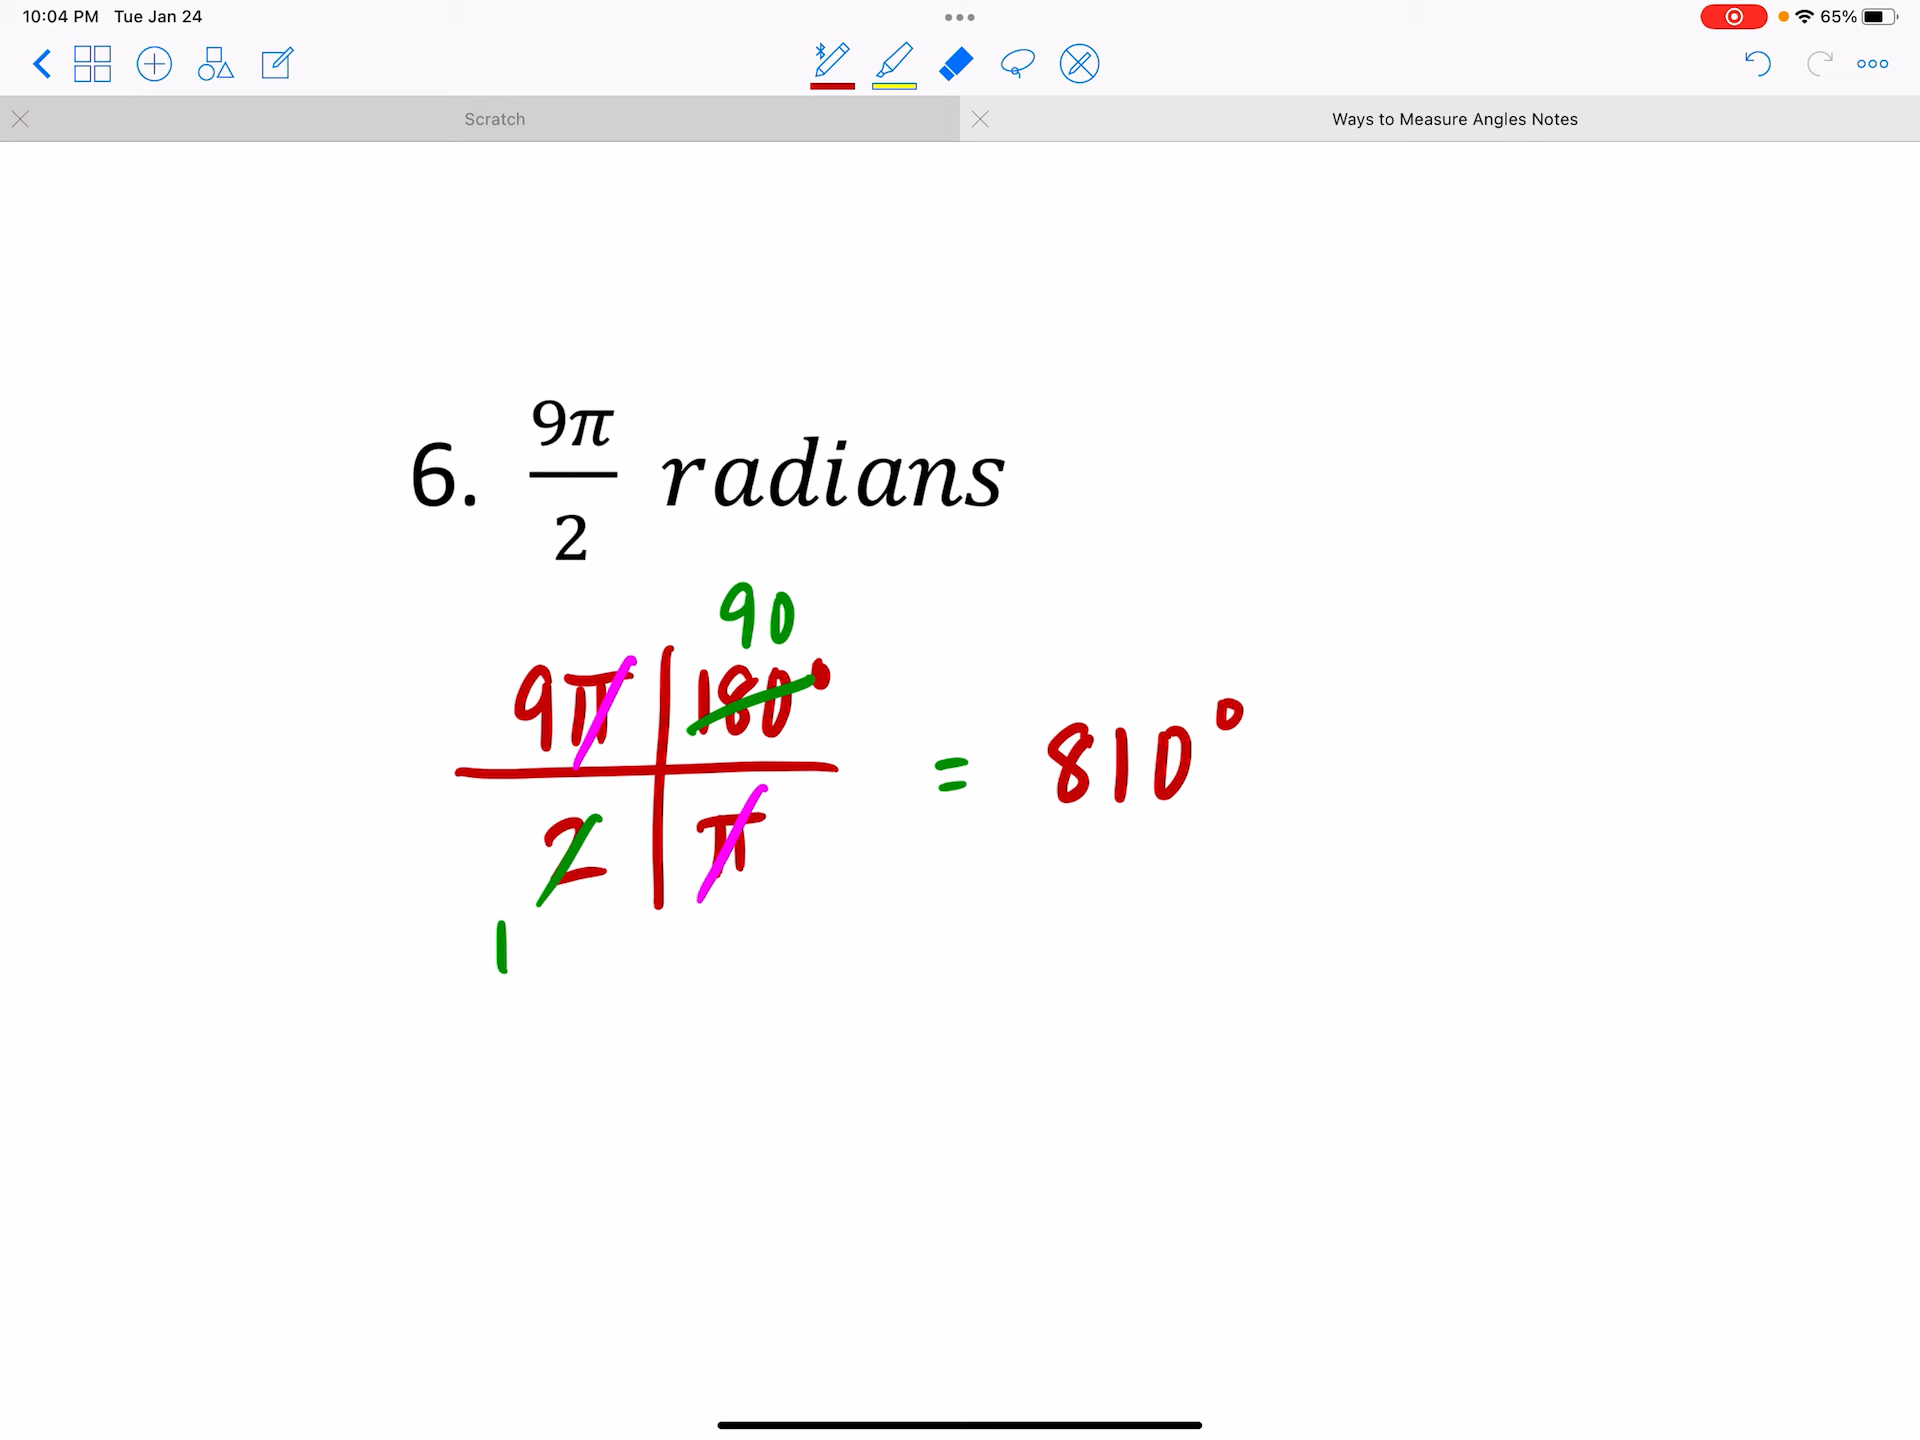 10:04 PM Tue Jan 24
65%
Scratch
Ways to Measure Angles Notes
6. 9π/2 radians
90
9π | 180°
2 | π
= 810°
1